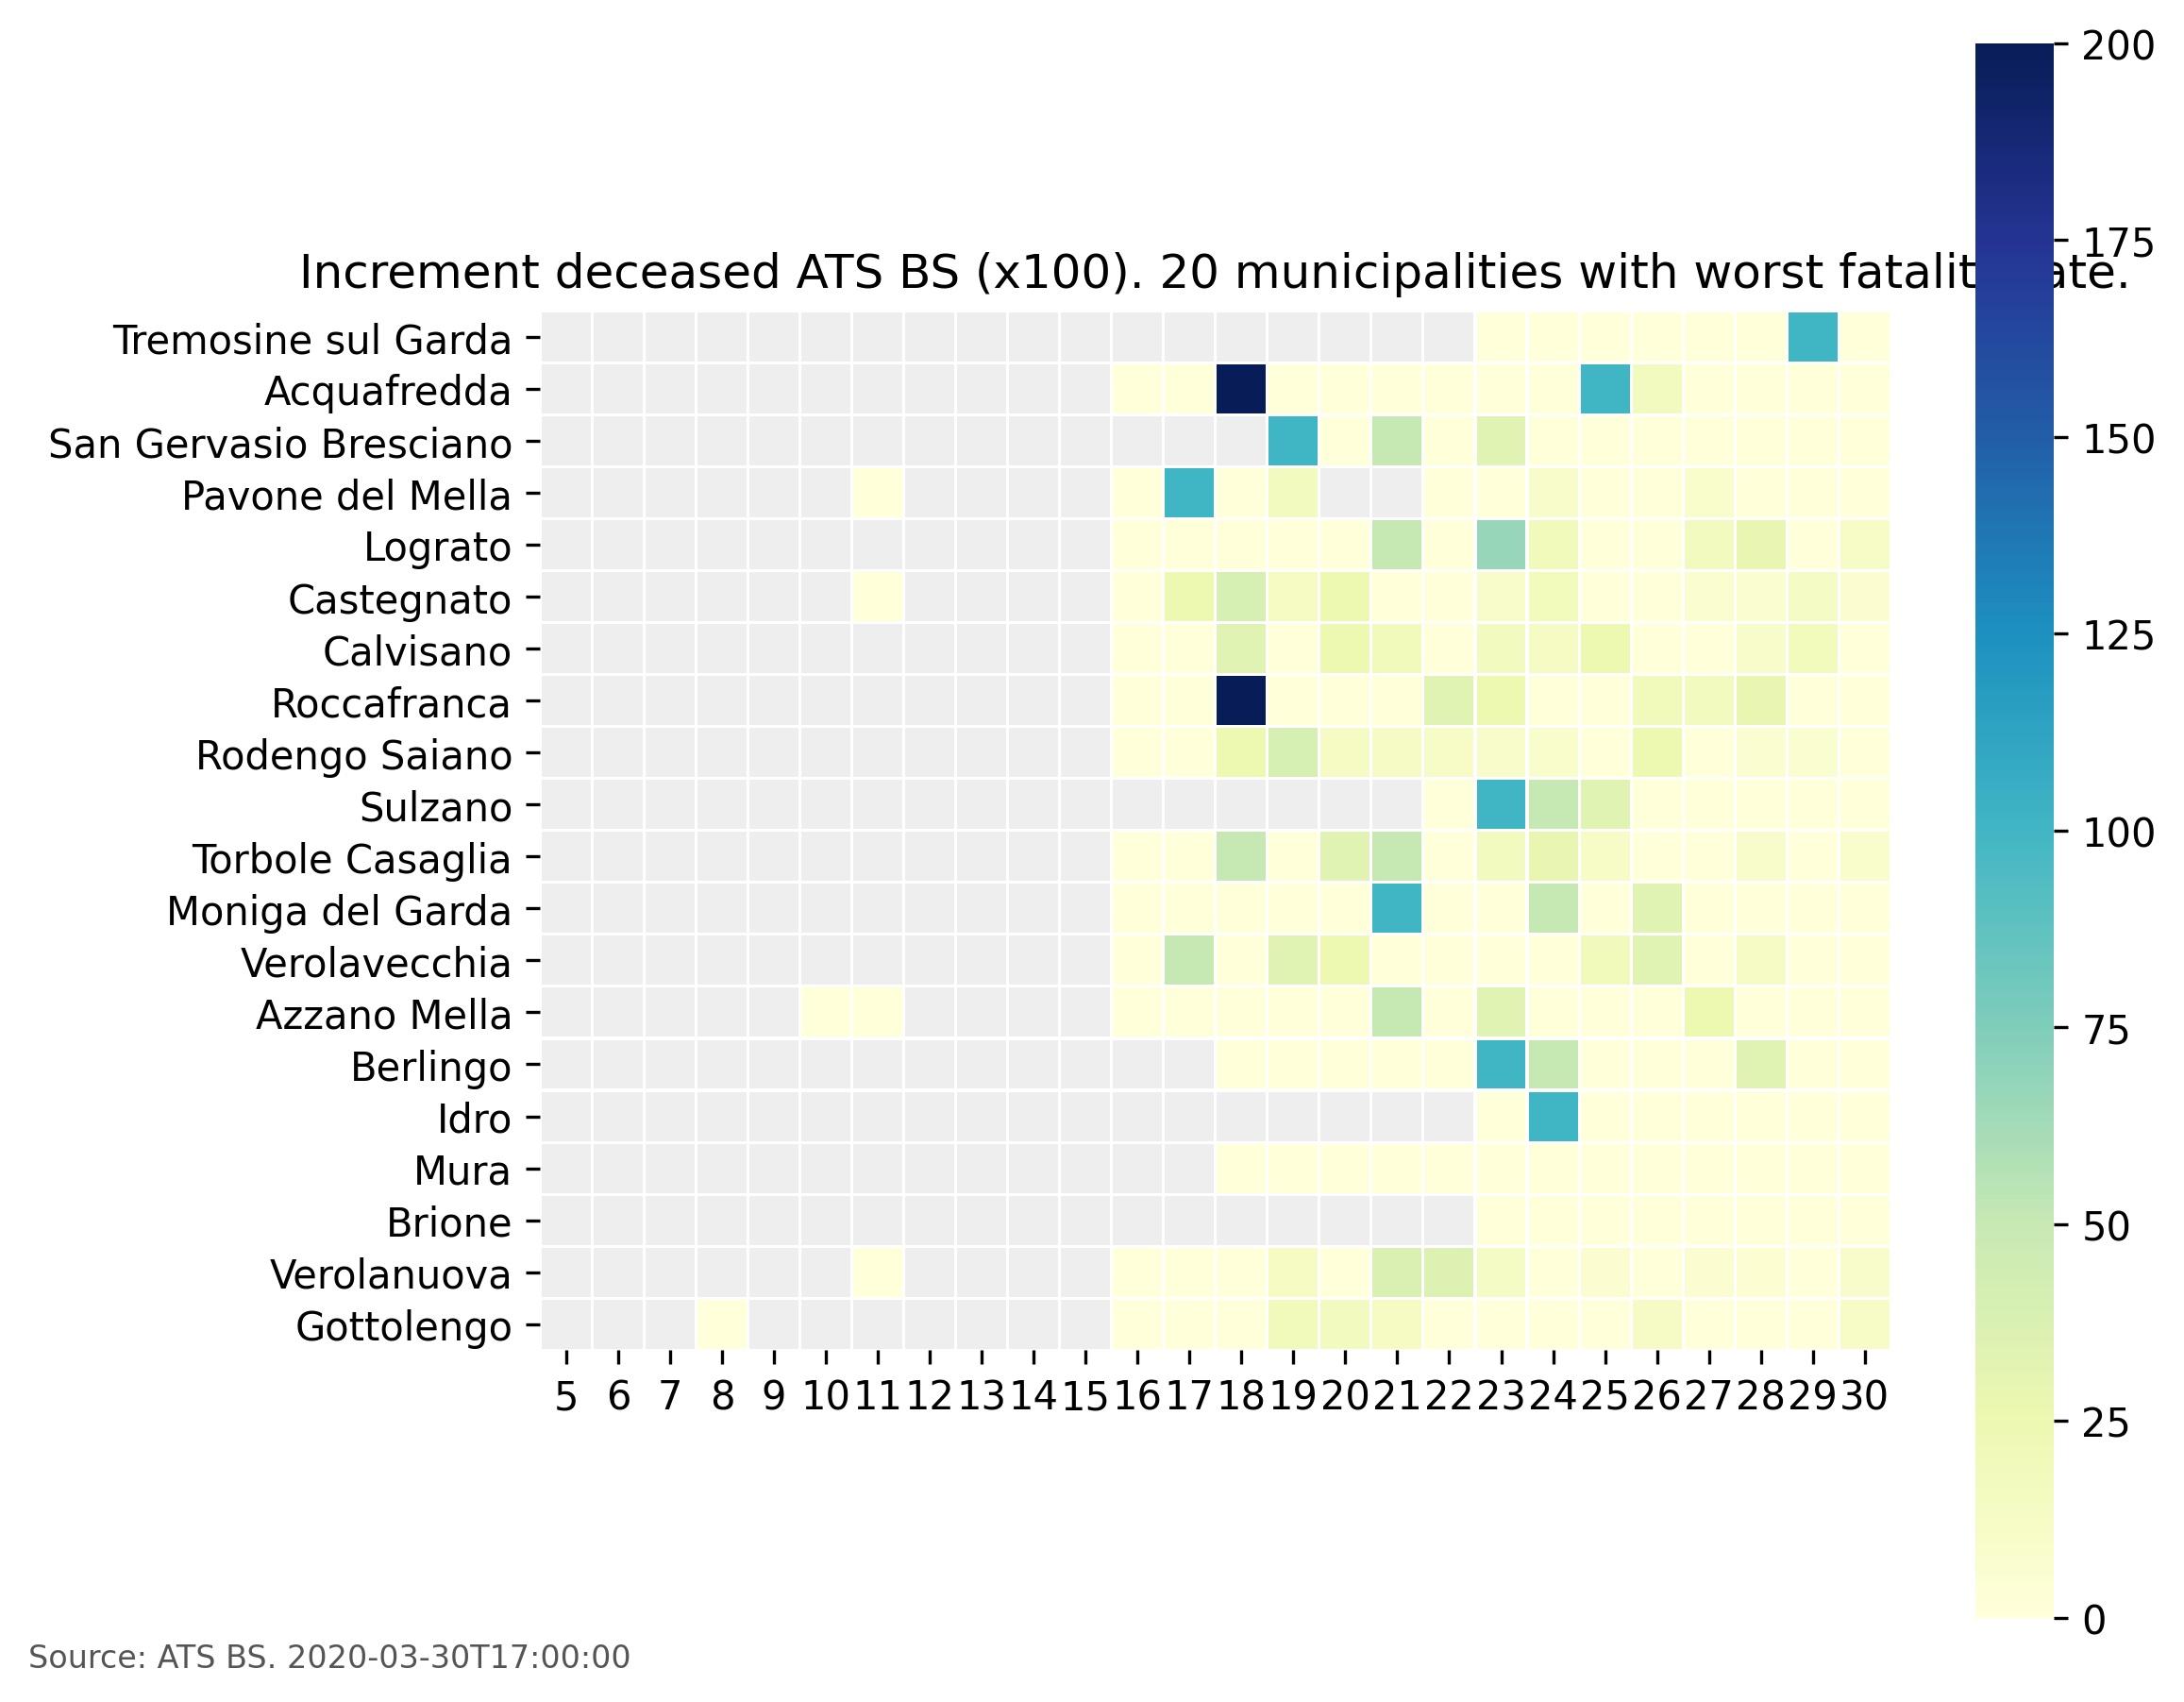 Increment deceased ATS BS (x100). 20 municipalities with worst
200
175
150
125
100
75
50
25
0
Tremosine sul Garda
Acquafredda
San Gervasio Bresciano
Pavone del Mella
Lograto
Castegnato
Calvisano
Roccafranca
Rodengo Saiano
Sulzano
Torbole Casaglia
Moniga del Garda
Verolavecchia
Azzano Mella
Berlingo
Idro
Mura
Brione
Verolanuova
Gottolengo
5 6 7 8 9 10 11 12 13 14 15 16 17 18 19 20 21 22 23 24 25 26 27 28 29 30
Source: ATS BS. 2020-03-30T17:00:00